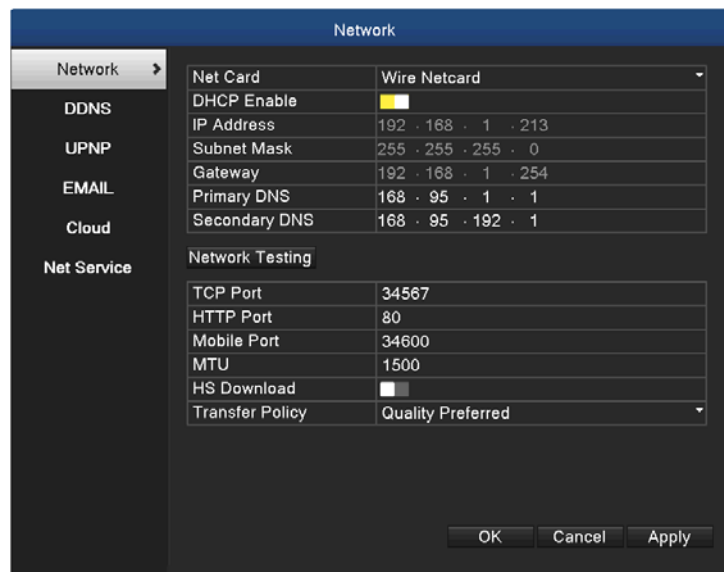 Network
Network
DDNS
UPNP
EMAIL
Cloud
Net Service
Net Card Wire Netcard
DHCP Enable
IP Address 192 . 168 . 1 . 213
Subnet Mask 255 . 255 . 255 . 0
Gateway 192 . 168 . 1 . 254
Primary DNS 168 . 95 . 1 . 1
Secondary DNS 168 . 95 . 192 . 1
Network Testing
TCP Port 34567
HTTP Port 80
Mobile Port 34600
MTU 1500
HS Download
Transfer Policy Quality Preferred
OK Cancel Apply